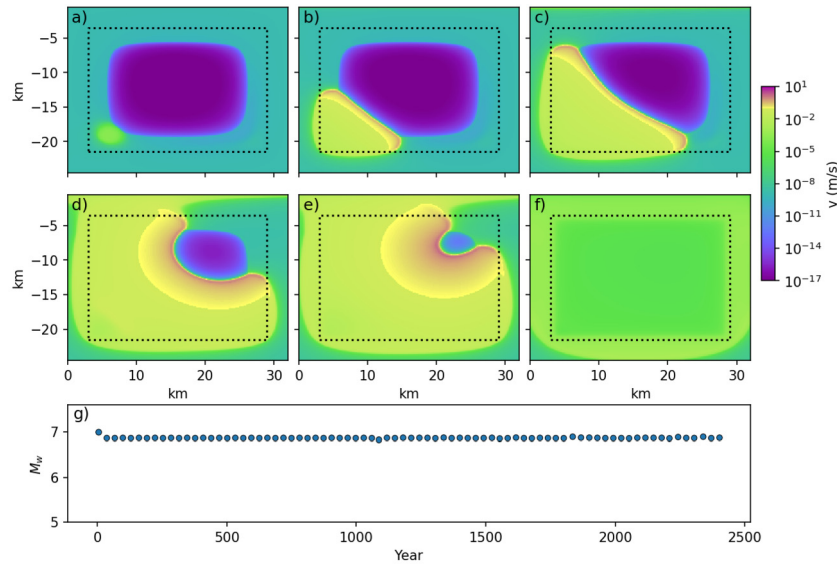 a) b) c)
−5
−10
−15
−20
km
d) e) f)
−5
−10
−15
−20
km
0 10 20 30 0 10 20 30 0 10 20 30
km km
10^1
10^−2
10^−5
10^−8
10^−11
10^−14
10^−17
v (m/s)
g)
7
6
5
M_w
0 500 1000 1500 2000 2500
Year